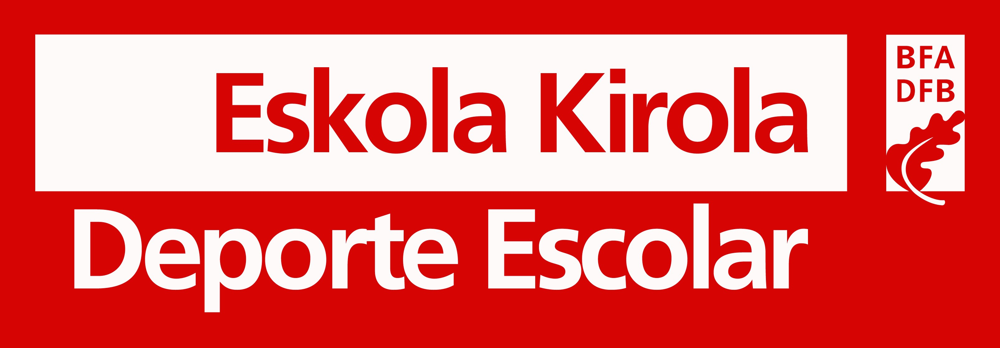 Eskola Kirola
Deporte Escolar
BFA
DFB